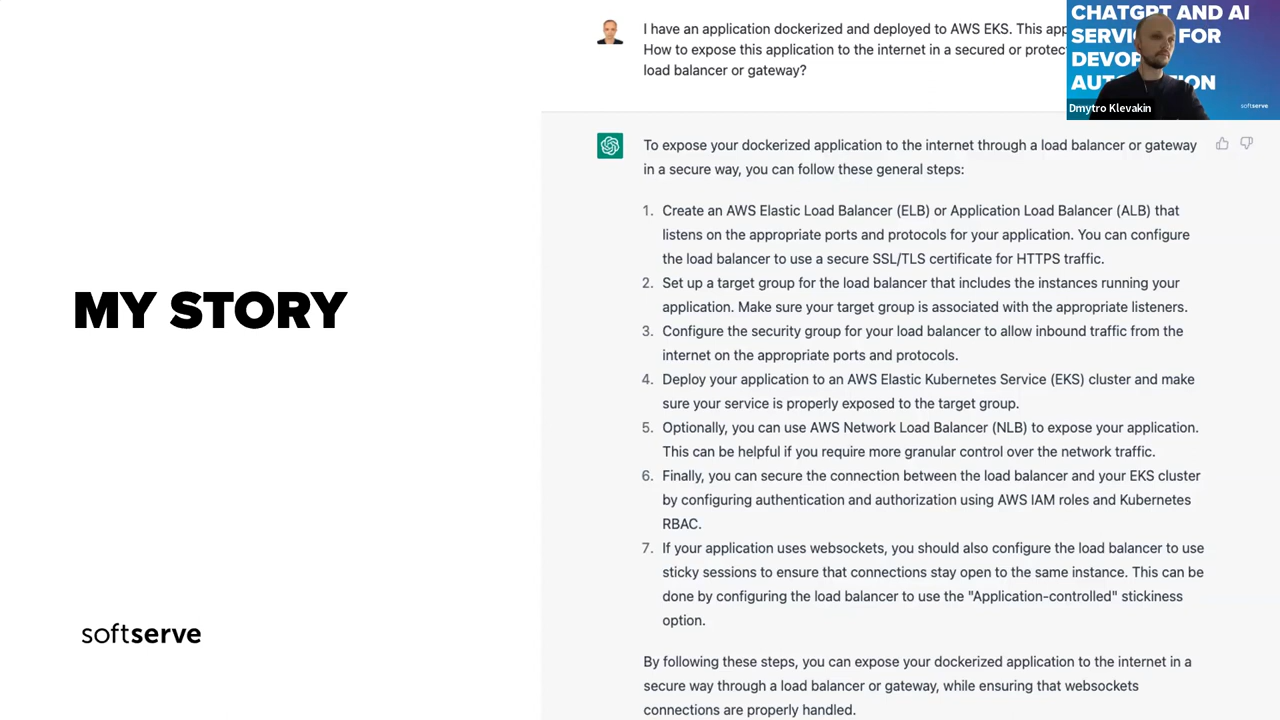 MY STORY
softserve
I have an application dockerized and deployed to AWS EKS. This
How to expose this application to the internet in a secured or
load balancer or gateway?
CHATGPT AND AI
FOR
Dmytro Klevakin
softserve
To expose your dockerized application to the internet through a load balancer or gateway
in a secure way, you can follow these general steps:
1. Create an AWS Elastic Load Balancer (ELB) or Application Load Balancer (ALB) that
listens on the appropriate ports and protocols for your application. You can configure
the load balancer to use a secure SSL/TLS certificate for HTTPS traffic.
2. Set up a target group for the load balancer that includes the instances running your
application. Make sure your target group is associated with the appropriate listeners.
3. Configure the security group for your load balancer to allow inbound traffic from the
internet on the appropriate ports and protocols.
4. Deploy your application to an AWS Elastic Kubernetes Service (EKS) cluster and make
sure your service is properly exposed to the target group.
5. Optionally, you can use AWS Network Load Balancer (NLB) to expose your application.
This can be helpful if you require more granular control over the network traffic.
6. Finally, you can secure the connection between the load balancer and your EKS cluster
by configuring authentication and authorization using AWS IAM roles and Kubernetes
RBAC.
7. If your application uses websockets, you should also configure the load balancer to use
sticky sessions to ensure that connections stay open to the same instance. This can be
done by configuring the load balancer to use the "Application-controlled" stickiness
option.
By following these steps, you can expose your dockerized application to the internet in a
secure way through a load balancer or gateway, while ensuring that websockets
connections are properly handled.